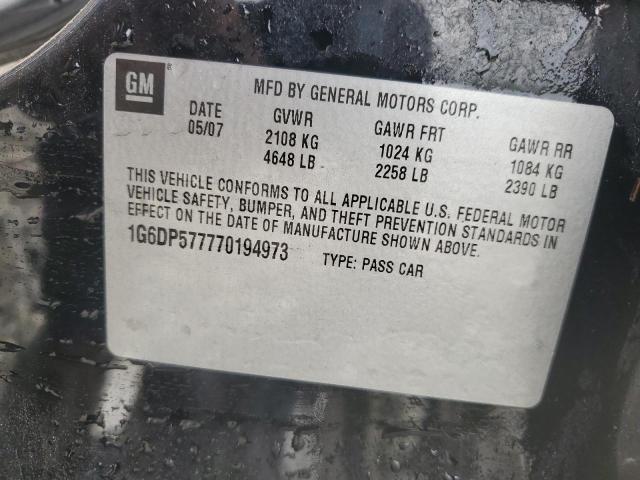 GM®
MFD BY GENERAL MOTORS CORP.
DATE GVWR GAWR FRT GAWR RR
05/07 2108 KG 1024 KG 1084 KG
4648 LB 2258 LB 2390 LB
THIS VEHICLE CONFORMS TO ALL APPLICABLE U.S. FEDERAL MOTOR
VEHICLE SAFETY, BUMPER, AND THEFT PREVENTION STANDARDS IN
EFFECT ON THE DATE OF MANUFACTURE SHOWN ABOVE.
1G6DP577770194973 TYPE: PASS CAR